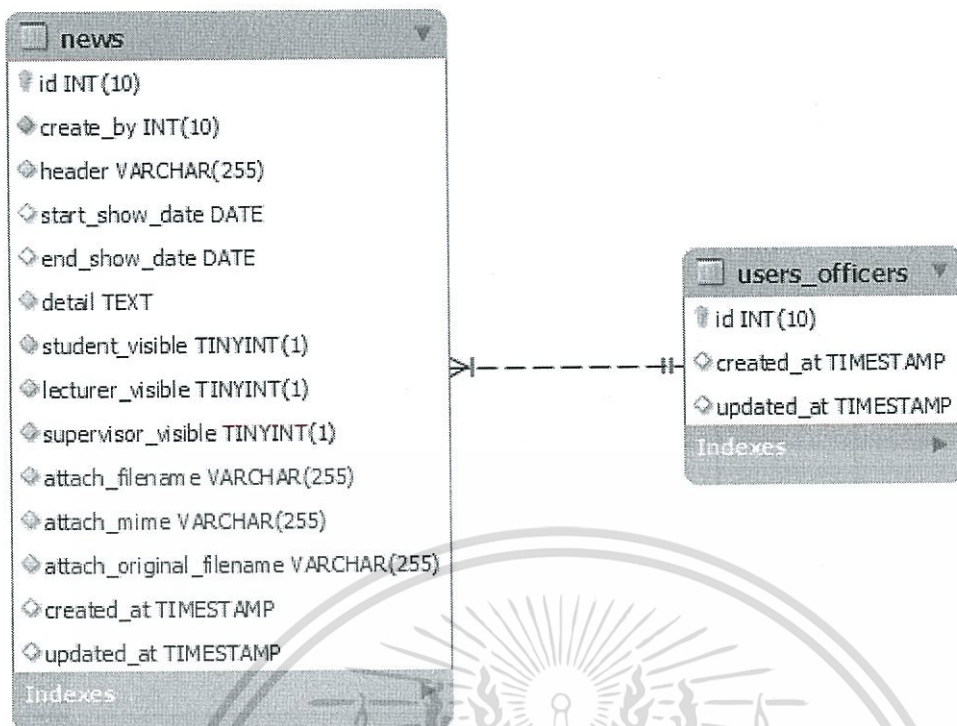 news
id INT(10)
create_by INT(10)
header VARCHAR(255)
start_show_date DATE
end_show_date DATE
detail TEXT
student_visible TINYINT(1)
lecturer_visible TINYINT(1)
supervisor_visible TINYINT(1)
attach_filename VARCHAR(255)
attach_mime VARCHAR(255)
attach_original_filename VARCHAR(255)
created_at TIMESTAMP
updated_at TIMESTAMP
Indexes
users_officers
id INT(10)
created_at TIMESTAMP
updated_at TIMESTAMP
Indexes